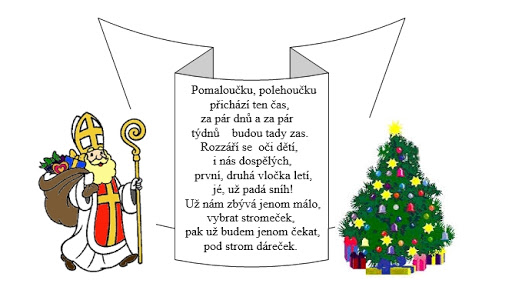 Pomaloučku, polehoučku
přichází ten čas,
za pár dnů a za pár
týdnů budou tady zas.
Rozzáří se oči dětí,
i nás dospělých,
první, druhá vločka letí,
jé, už padá sníh!
Už nám zbývá jenom málo,
vybrat stromeček,
pak už budem jenom čekat,
pod strom dáreček.